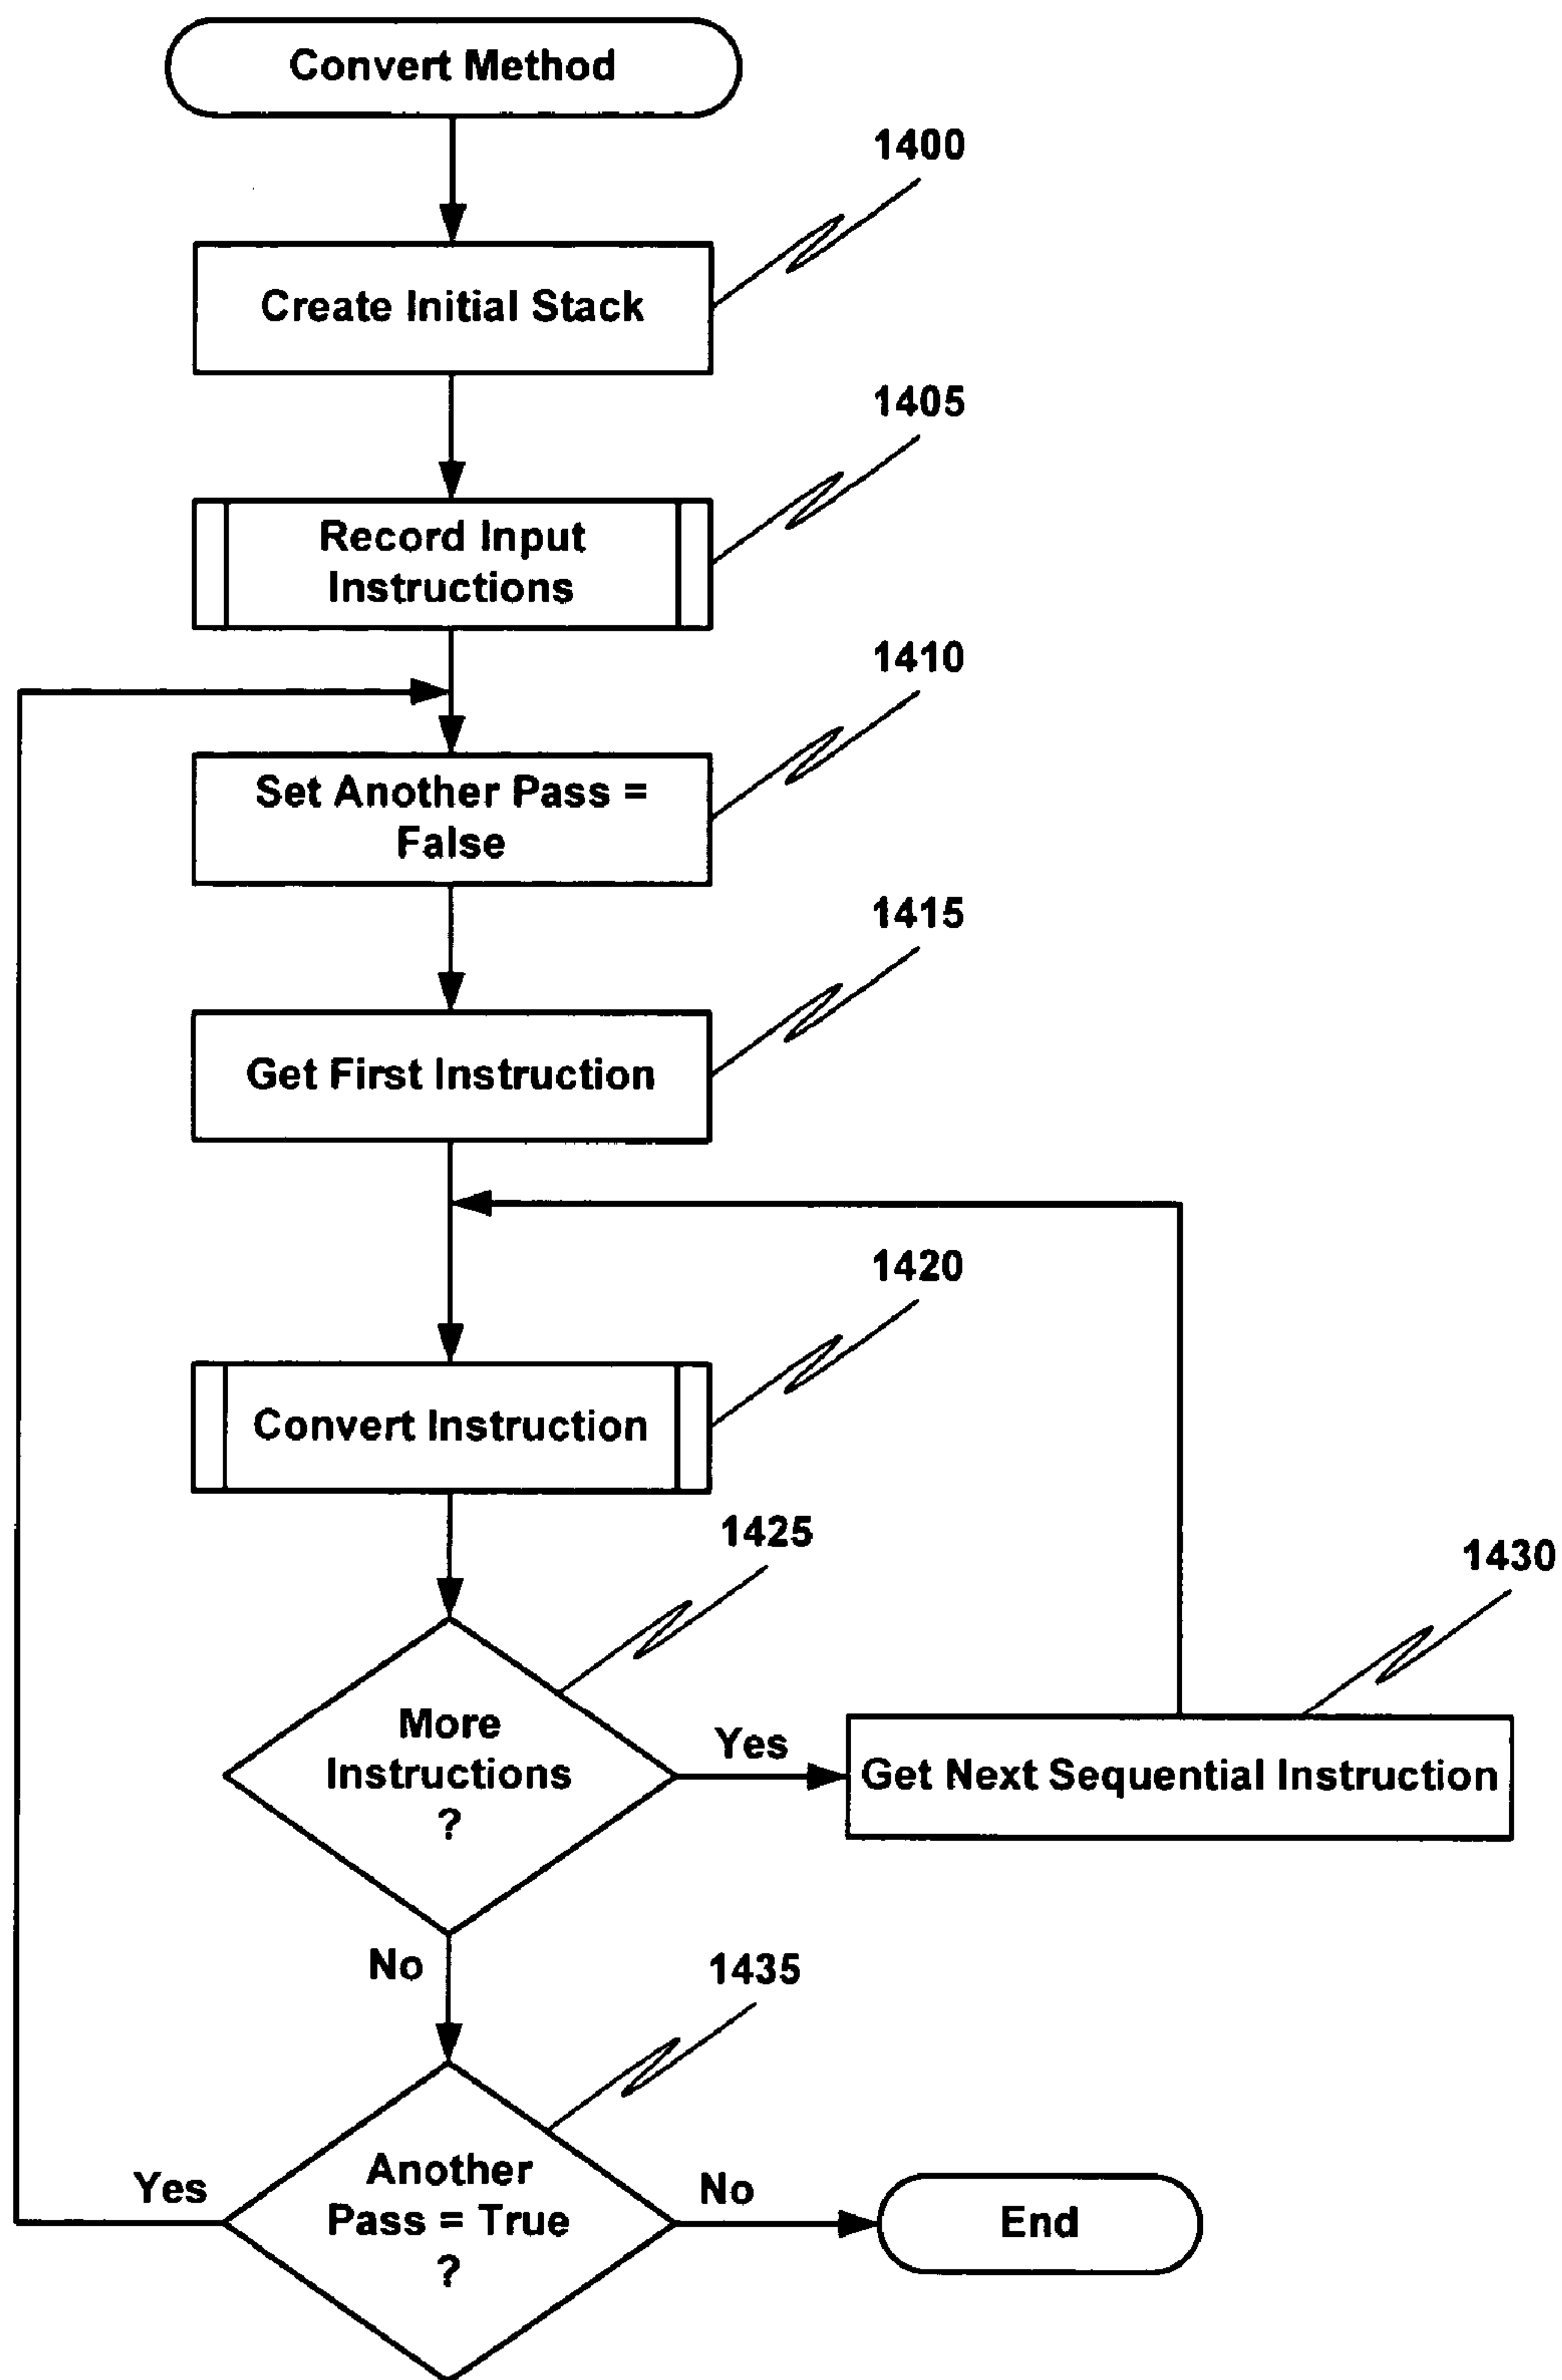 Convert Method
1400
Create Initial Stack
1405
Record Input
Instructions
1410
Set Another Pass =
False
1415
Get First Instruction
1420
Convert Instruction
1425
1430
More
Instructions
?
Yes
Get Next Sequential Instruction
No
1435
Another
Pass = True
?
Yes
No
End